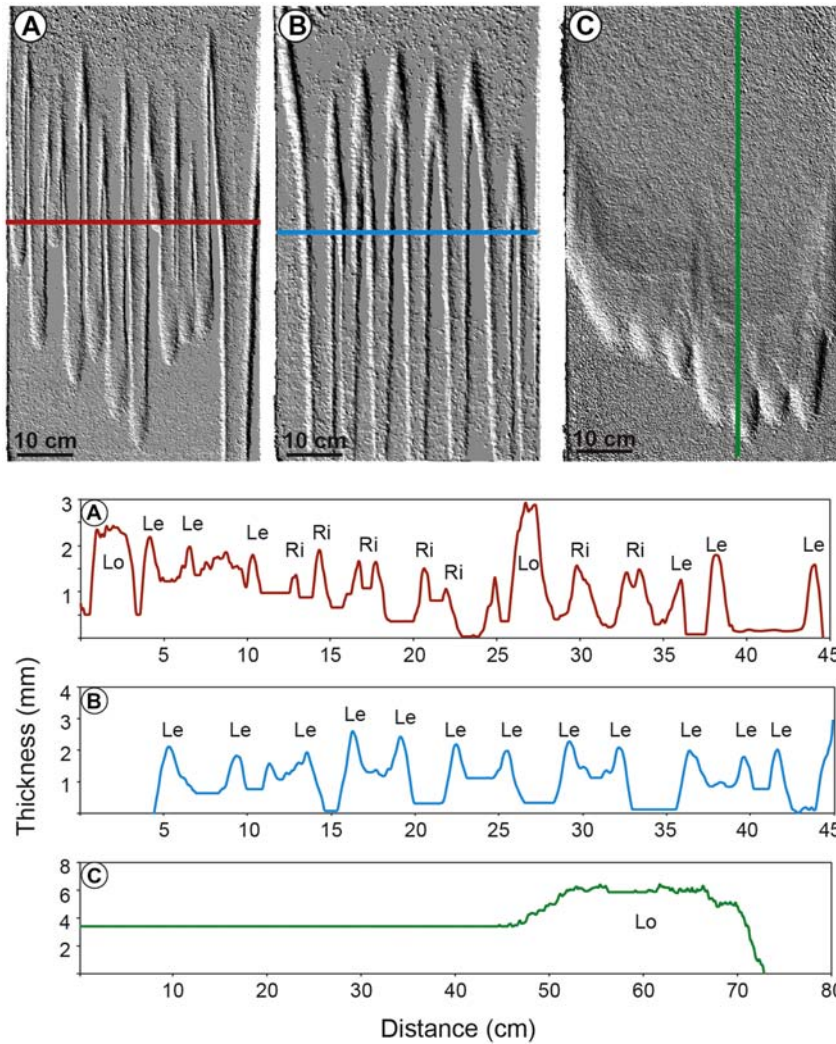 A B C
10 cm 10 cm 10 cm
Thickness (mm)
A
3
2
1
Lo Le Le Le Ri Ri Ri Ri Ri Lo Ri Ri Le Le Le
5 10 15 20 25 30 35 40 45
B
4
3
2
1
Le Le Le Le Le Le Le Le Le Le Le Le
5 10 15 20 25 30 35 40 45
C
8
6
4
2
Lo
10 20 30 40 50 60 70 80
Distance (cm)